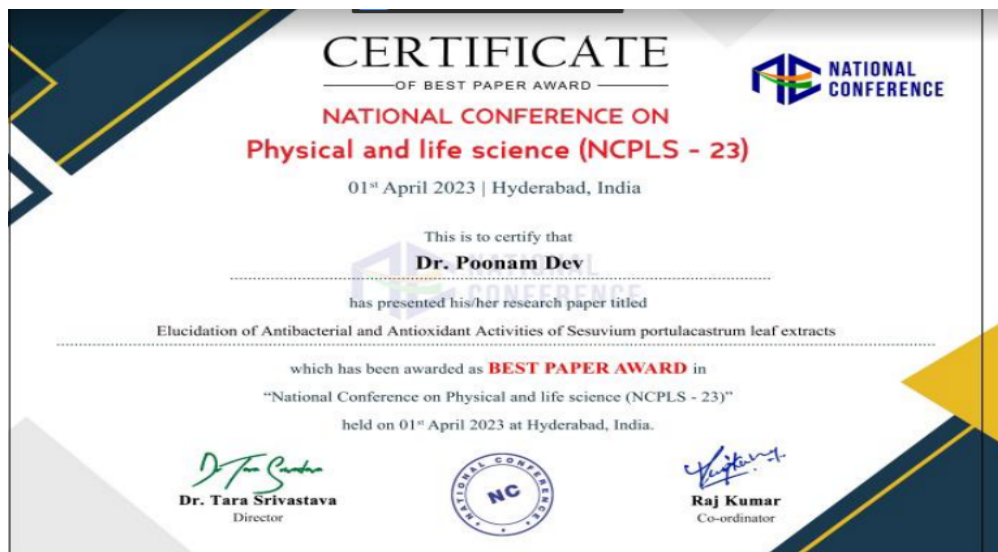 CERTIFICATE
OF BEST PAPER AWARD
NATIONAL
CONFERENCE
NATIONAL CONFERENCE ON
Physical and life science (NCPLS - 23)
01st April 2023 | Hyderabad, India
This is to certify that
NATIONAL
CONFERENCE
Dr. Poonam Dev
has presented his/her research paper titled
Elucidation of Antibacterial and Antioxidant Activities of Sesuvium portulacastrum leaf extracts
which has been awarded as BEST PAPER AWARD in
“National Conference on Physical and life science (NCPLS - 23)”
held on 01st April 2023 at Hyderabad, India.
Dr. Tara Srivastava
Director
NATIONAL CONFERENCE
NC
Raj Kumar
Co-ordinator